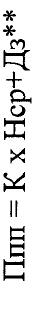 Ппп = К х Нср+Дз**